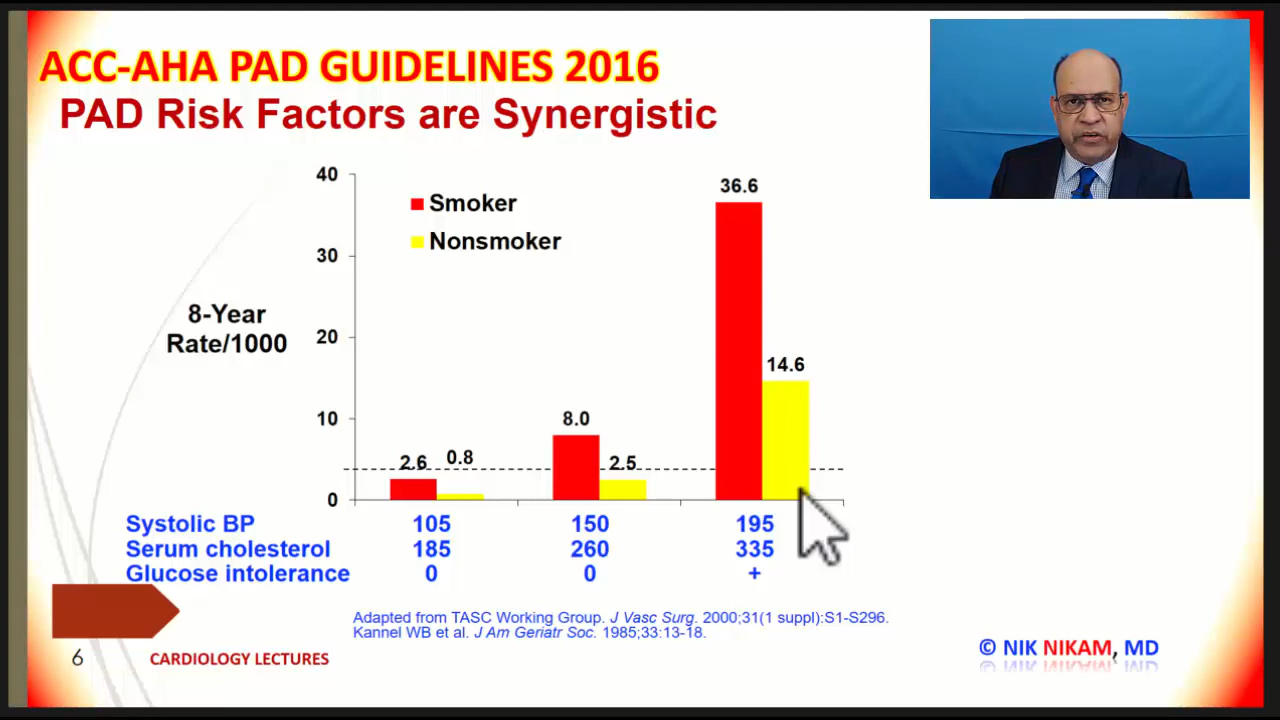 ACC-AHA PAD GUIDELINES 2016
PAD Risk Factors are Synergistic
40
30
20
10
0
8-Year
Rate/1000
Smoker
Nonsmoker
2.6
0.8
8.0
2.5
36.6
14.6
Systolic BP 105 150 195
Serum cholesterol 185 260 335
Glucose intolerance 0 0 +
Adapted from TASC Working Group. J Vasc Surg. 2000;31(1 suppl):S1-S296.
Kannel WB et al. J Am Geriatr Soc. 1985;33:13-18.
6
CARDIOLOGY LECTURES
© NIK NIKAM, MD